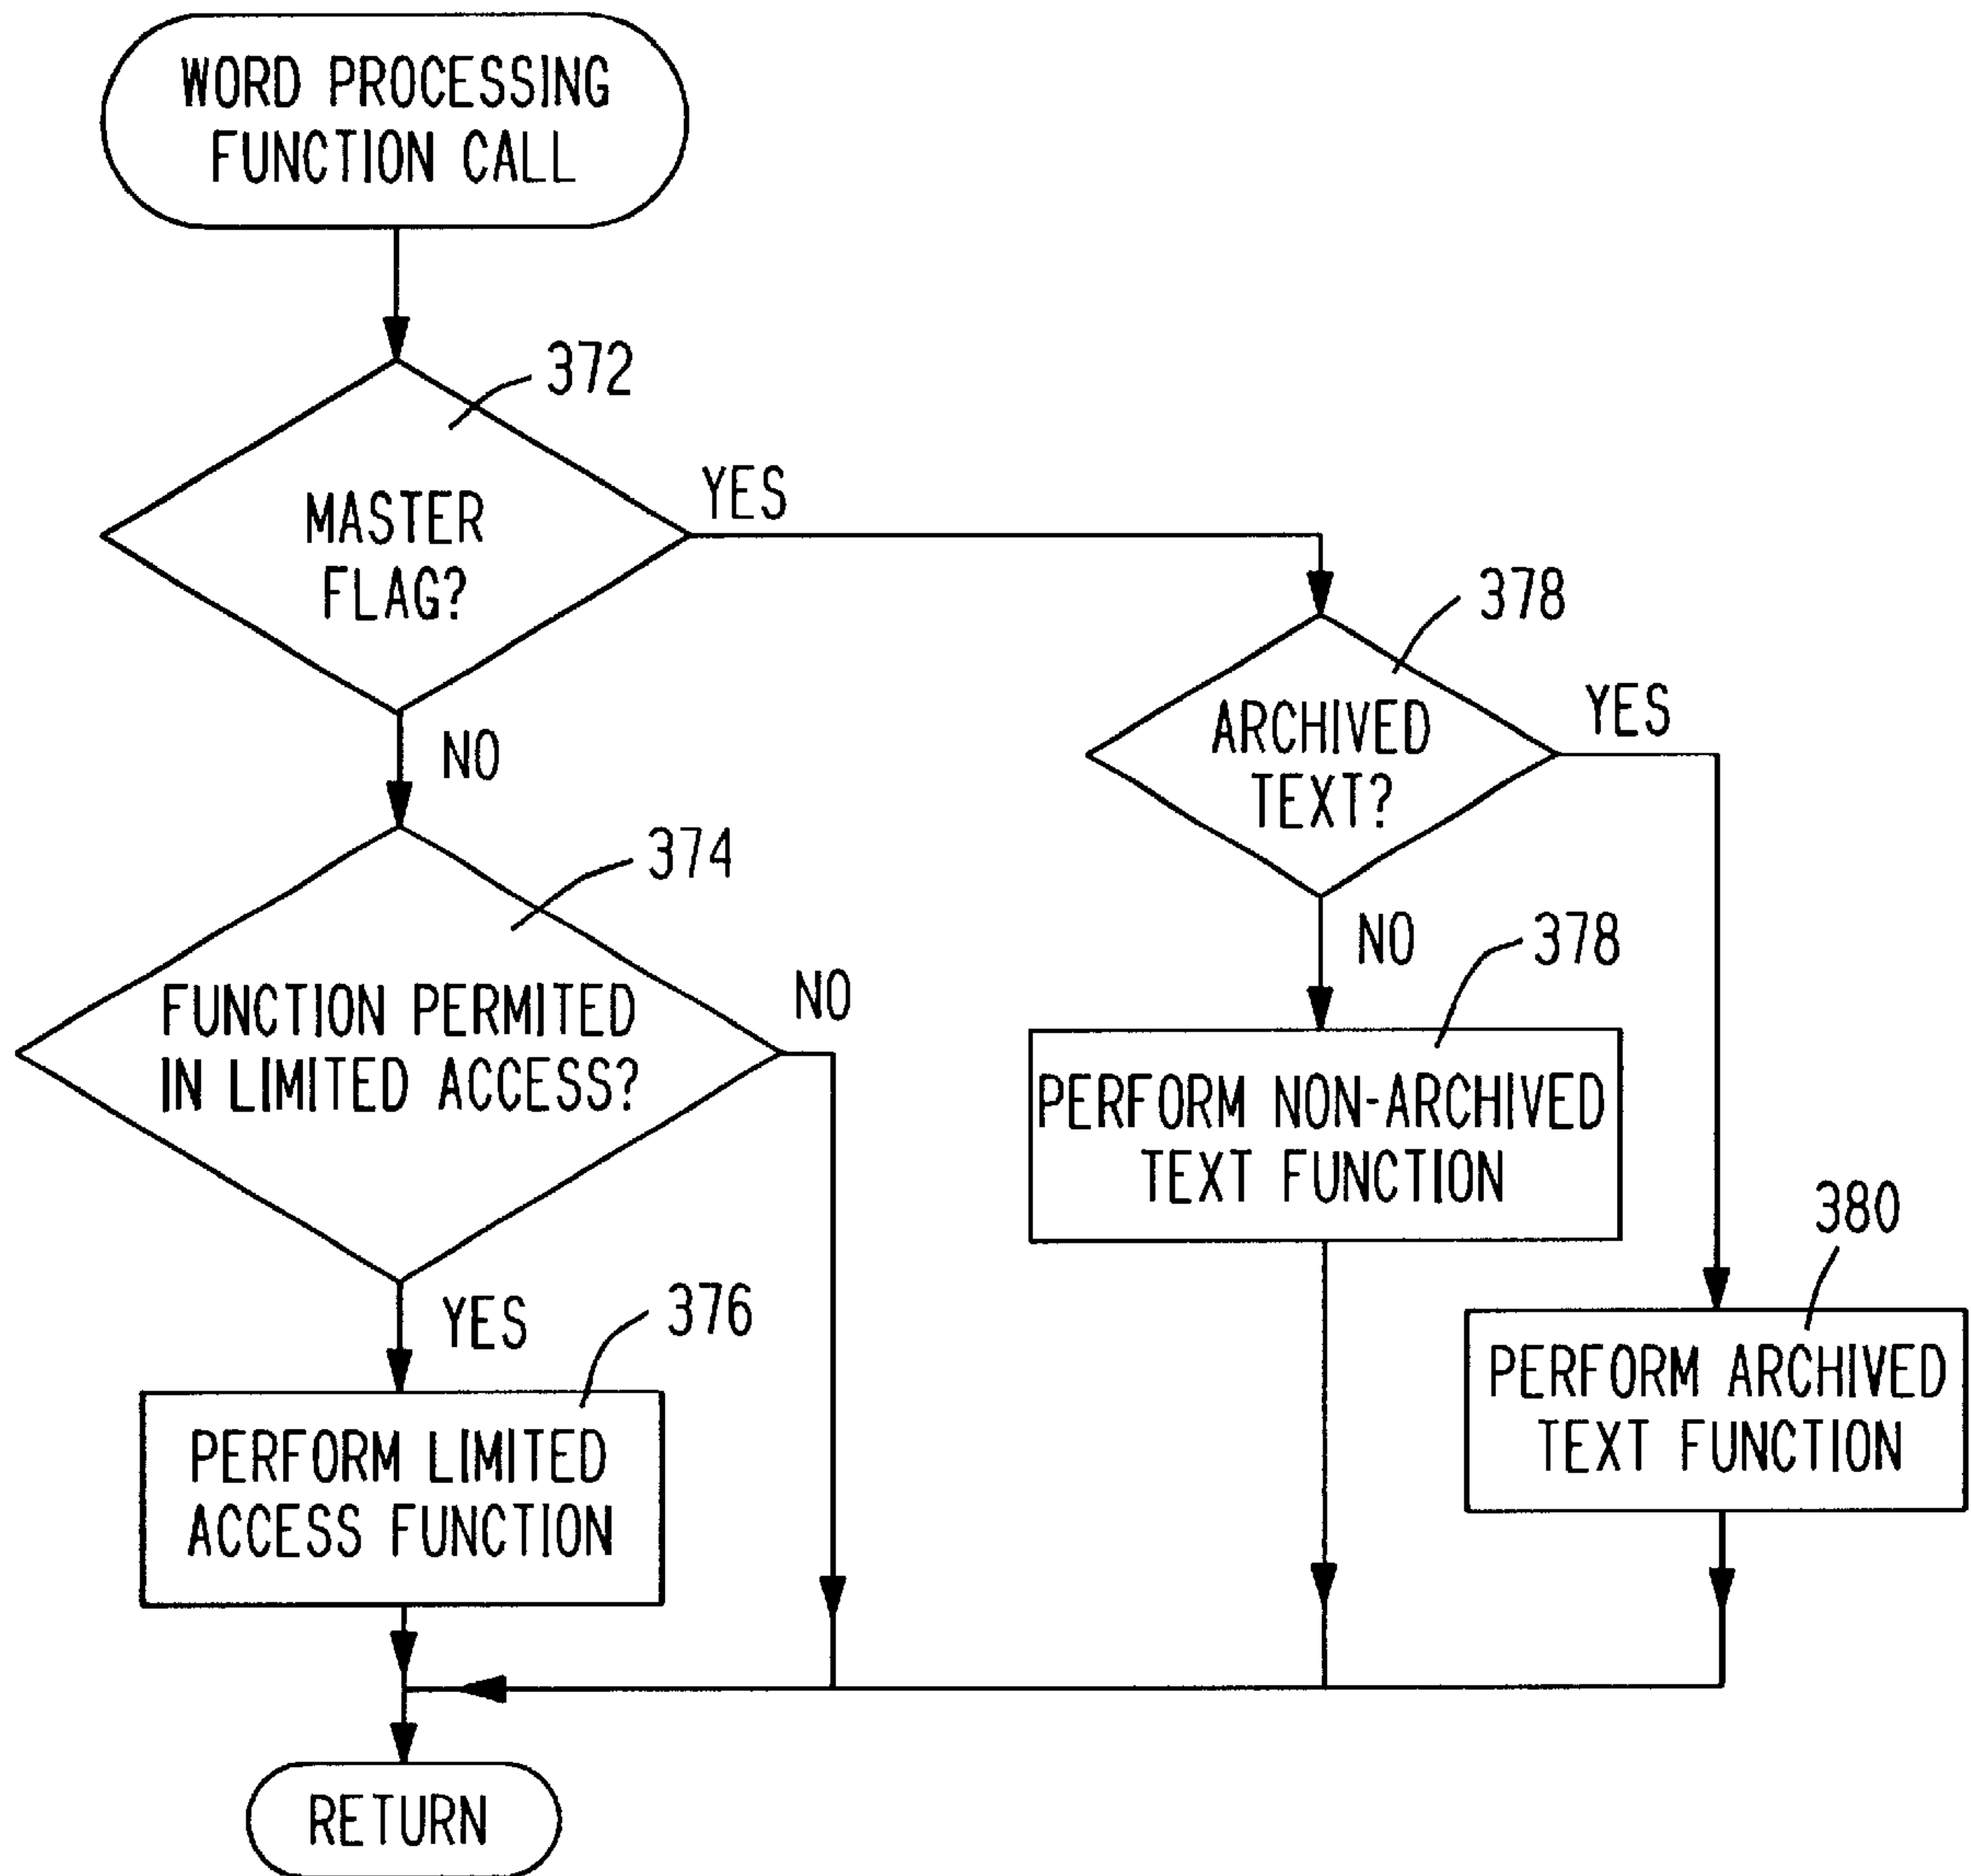 WORD PROCESSING
FUNCTION CALL
372
MASTER
FLAG?
YES
NO
378
ARCHIVED
TEXT?
YES
NO
374
FUNCTION PERMITED
IN LIMITED ACCESS?
NO
YES
378
PERFORM NON-ARCHIVED
TEXT FUNCTION
380
PERFORM ARCHIVED
TEXT FUNCTION
376
PERFORM LIMITED
ACCESS FUNCTION
RETURN